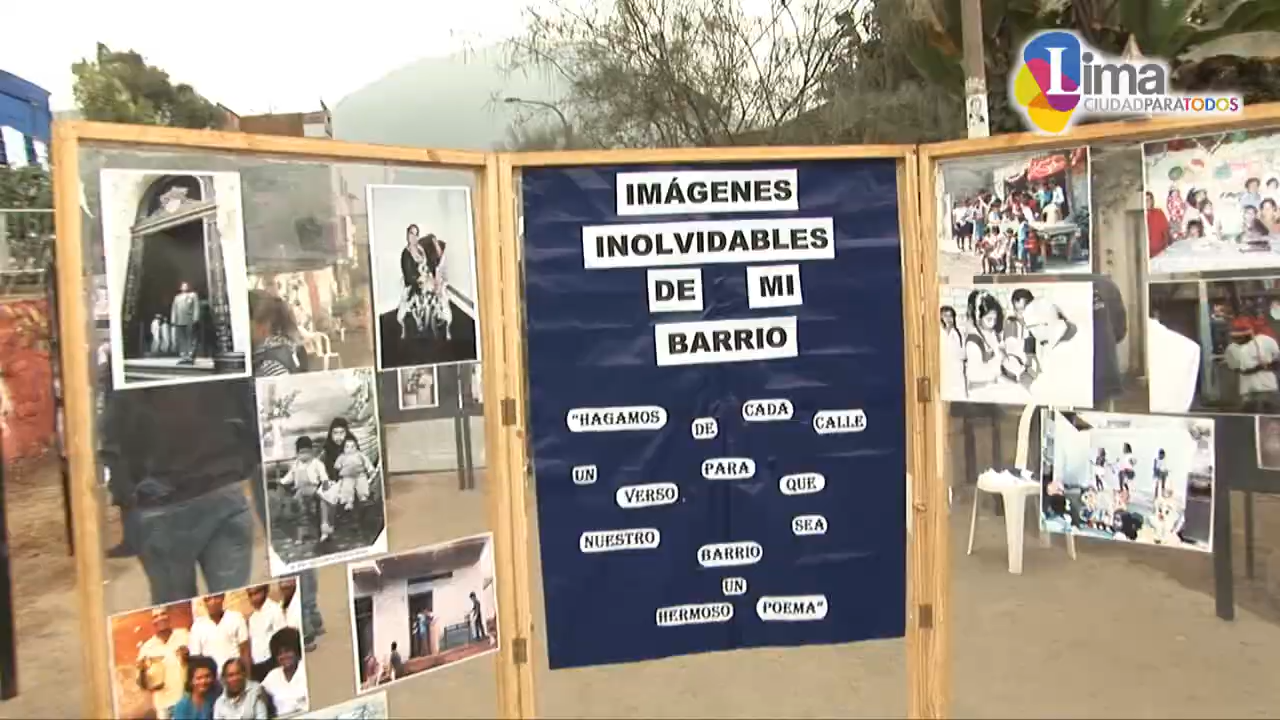 Lima
CIUDADPARATODOS
IMÁGENES
INOLVIDABLES
DE MI
BARRIO
"HAGAMOS DE CADA CALLE
UN VERSO PARA QUE
NUESTRO BARRIO SEA
UN
HERMOSO POEMA"